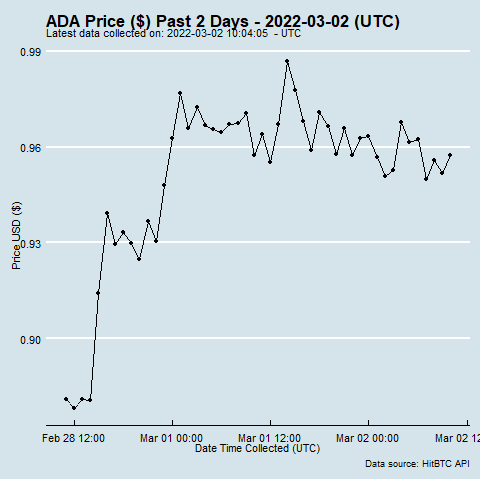 ADA Price ($) Past 2 Days - 2022-03-02 (UTC)
Latest data collected on: 2022-03-02 10:04:05 - UTC
0.99
0.96
0.93
0.90
Price USD ($)
Feb 28 12:00 Mar 01 00:00 Mar 01 12:00 Mar 02 00:00 Mar 02 12
Date Time Collected (UTC)
Data source: HitBTC API